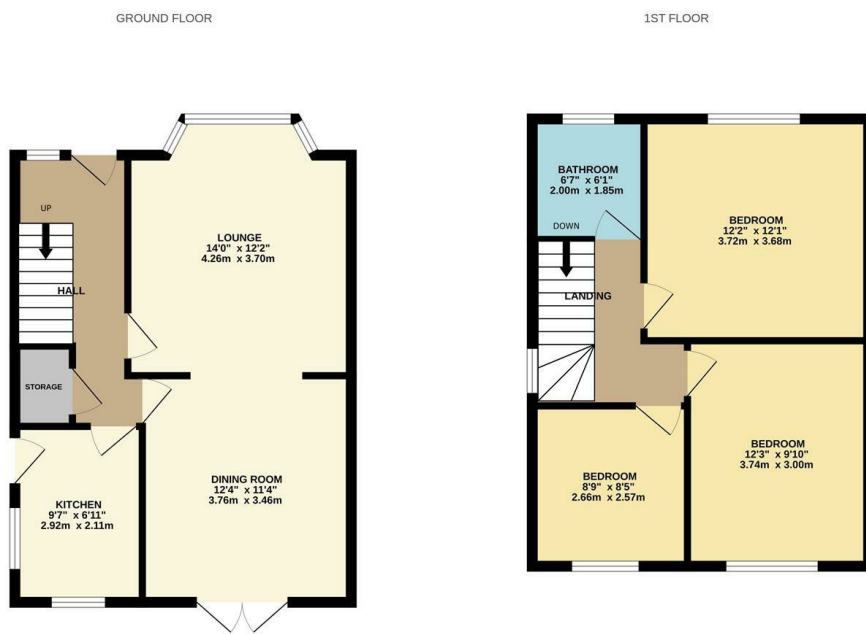 GROUND FLOOR
1ST FLOOR
UP
HALL
STORAGE
LOUNGE
14'0" x 12'2"
4.26m x 3.70m
DINING ROOM
12'4" x 11'4"
3.76m x 3.46m
KITCHEN
9'7" x 6'11"
2.92m x 2.11m
BATHROOM
6'7" x 6'1"
2.00m x 1.85m
DOWN
LANDING
BEDROOM
12'2" x 12'1"
3.72m x 3.68m
BEDROOM
12'3" x 9'10"
3.74m x 3.00m
BEDROOM
8'9" x 8'5"
2.66m x 2.57m